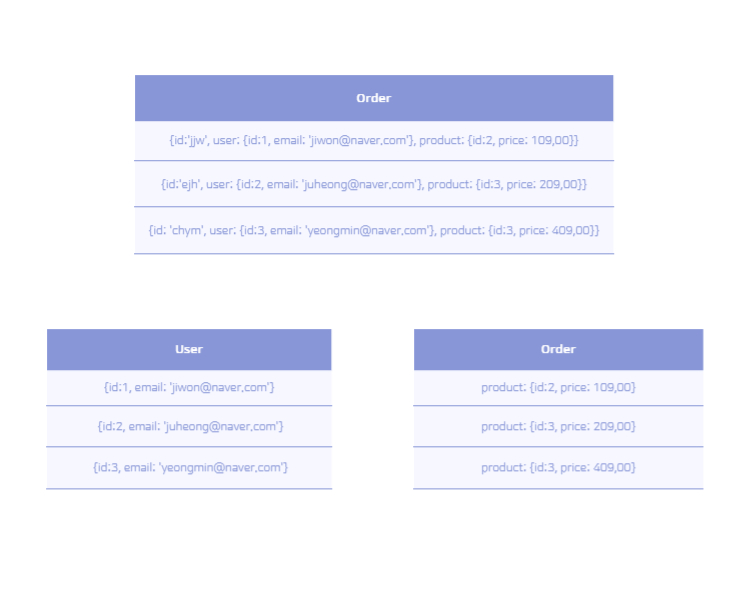 Order
{id:'jjw', user: {id:1, email: 'jiwon@naver.com'}, product: {id:2, price: 109,00}}
{id:'ejh', user: {id:2, email: 'juheong@naver.com'}, product: {id:3, price: 209,00}}
{id: 'chym', user: {id:3, email: 'yeongmin@naver.com'}, product: {id:3, price: 409,00}}
User
{id:1, email: 'jiwon@naver.com'}
{id:2, email: 'juheong@naver.com'}
{id:3, email: 'yeongmin@naver.com'}
Order
product: {id:2, price: 109,00}
product: {id:3, price: 209,00}
product: {id:3, price: 409,00}